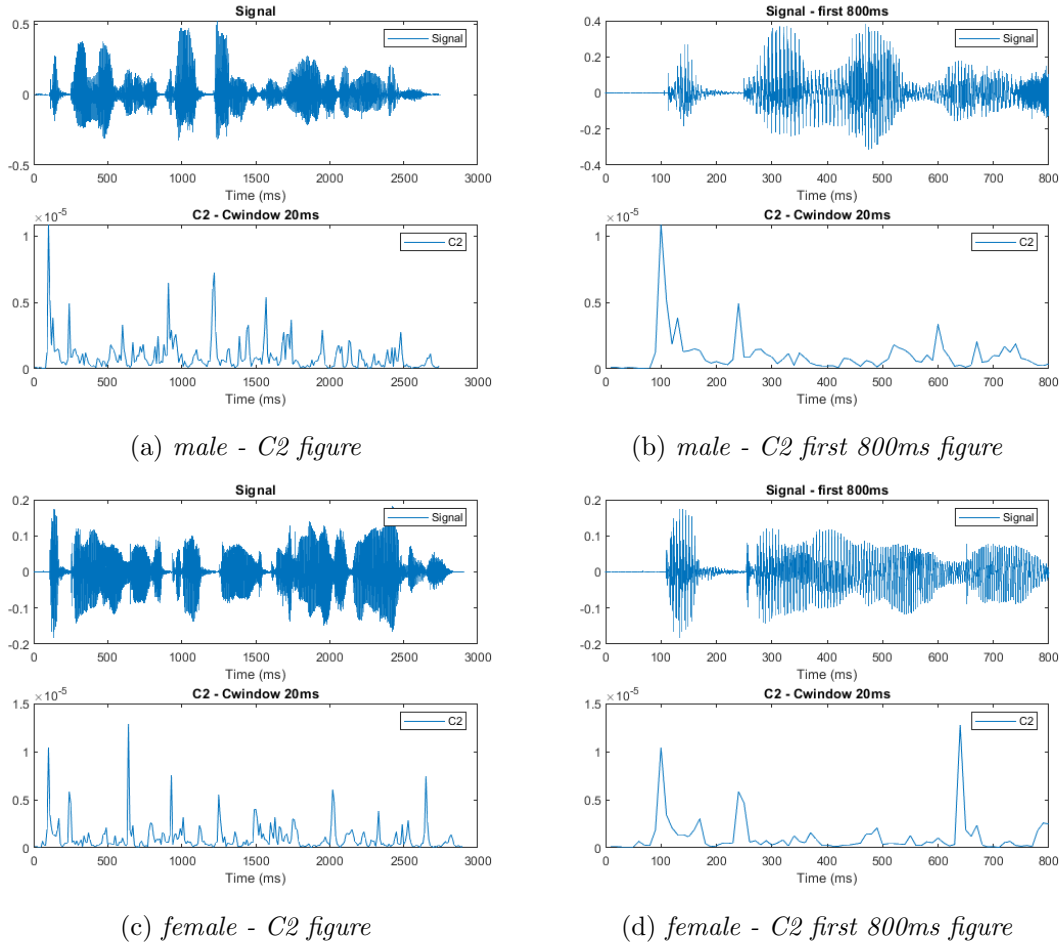 Signal
0.5
0
-0.5
Signal
0 500 1000 1500 2000 2500 3000
Time (ms)
×10-5
C2 - Cwindow 20ms
1
0.5
0
C2
0 500 1000 1500 2000 2500 3000
Time (ms)
(a) male - C2 figure
Signal - first 800ms
0.4
0.2
0
-0.2
-0.4
Signal
0 100 200 300 400 500 600 700 800
Time (ms)
×10-5
C2 - Cwindow 20ms
1
0.5
0
C2
0 100 200 300 400 500 600 700 800
Time (ms)
(b) male - C2 first 800ms figure
Signal
0.2
0.1
0
-0.1
-0.2
Signal
0 500 1000 1500 2000 2500 3000
Time (ms)
×10-5
C2 - Cwindow 20ms
1.5
1
0.5
0
C2
0 500 1000 1500 2000 2500 3000
Time (ms)
(c) female - C2 figure
Signal - first 800ms
0.2
0.1
0
-0.1
-0.2
Signal
0 100 200 300 400 500 600 700 800
Time (ms)
×10-5
C2 - Cwindow 20ms
1.5
1
0.5
0
C2
0 100 200 300 400 500 600 700 800
Time (ms)
(d) female - C2 first 800ms figure